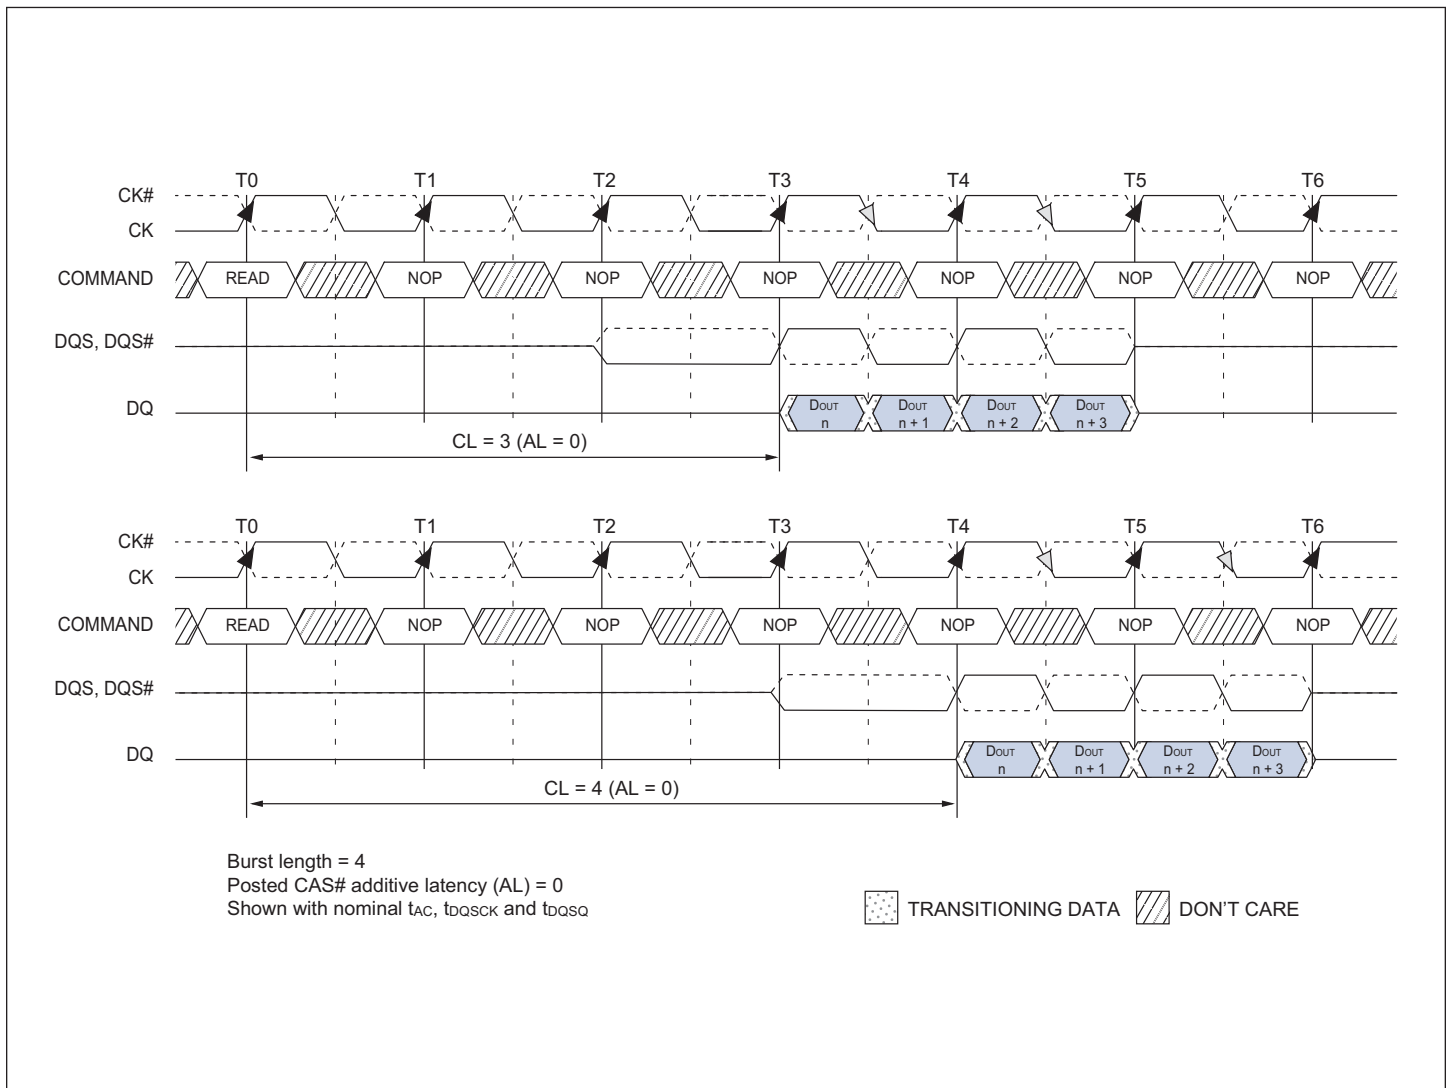 T0 T1 T2 T3 T4 T5 T6
CK#
CK
COMMAND READ NOP NOP NOP NOP NOP NOP
DQS, DQS#
DQ
DOUT n DOUT n + 1 DOUT n + 2 DOUT n + 3
CL = 3 (AL = 0)
T0 T1 T2 T3 T4 T5 T6
CK#
CK
COMMAND READ NOP NOP NOP NOP NOP NOP
DQS, DQS#
DQ
DOUT n DOUT n + 1 DOUT n + 2 DOUT n + 3
CL = 4 (AL = 0)
Burst length = 4
Posted CAS# additive latency (AL) = 0
Shown with nominal tAC, tDQSCK and tDQSQ
TRANSITIONING DATA DON'T CARE